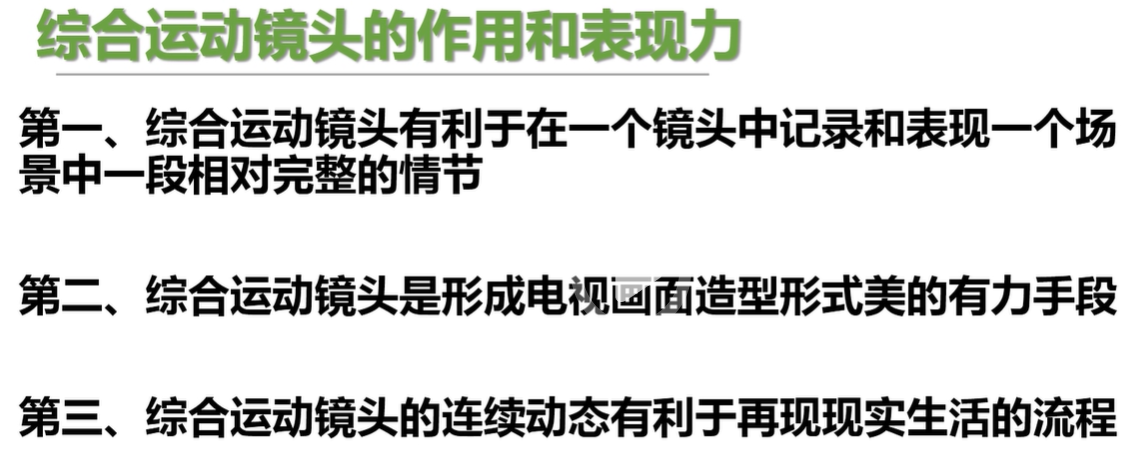 综合运动镜头的作用和表现力
第一、综合运动镜头有利于在一个镜头中记录和表现一个场
景中一段相对完整的情节
第二、综合运动镜头是形成电视画面造型形式美的有力手段
第三、综合运动镜头的连续动态有利于再现现实生活的流程